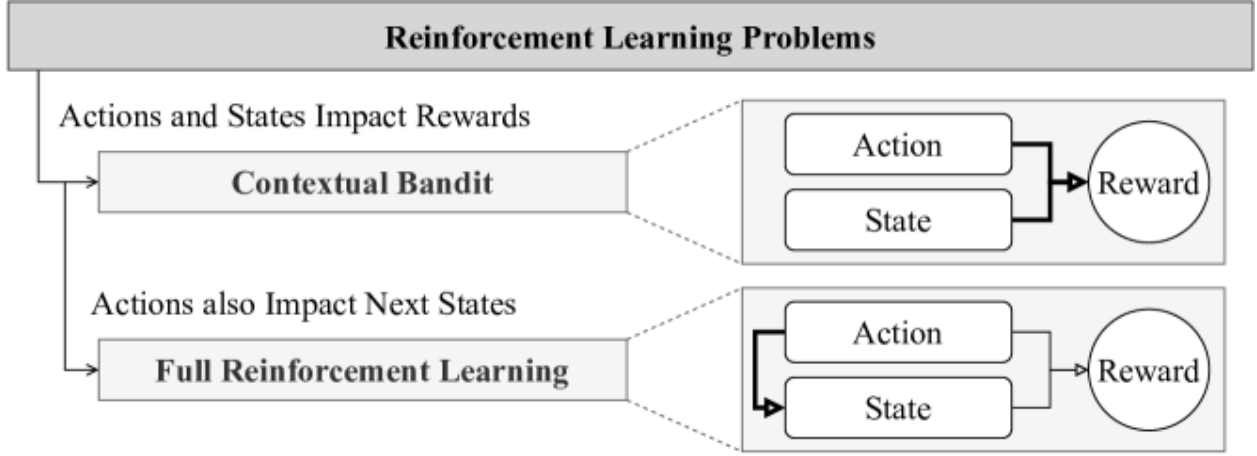 Reinforcement Learning Problems
Actions and States Impact Rewards
Contextual Bandit
Action
State
Reward
Actions also Impact Next States
Full Reinforcement Learning
Action
State
Reward